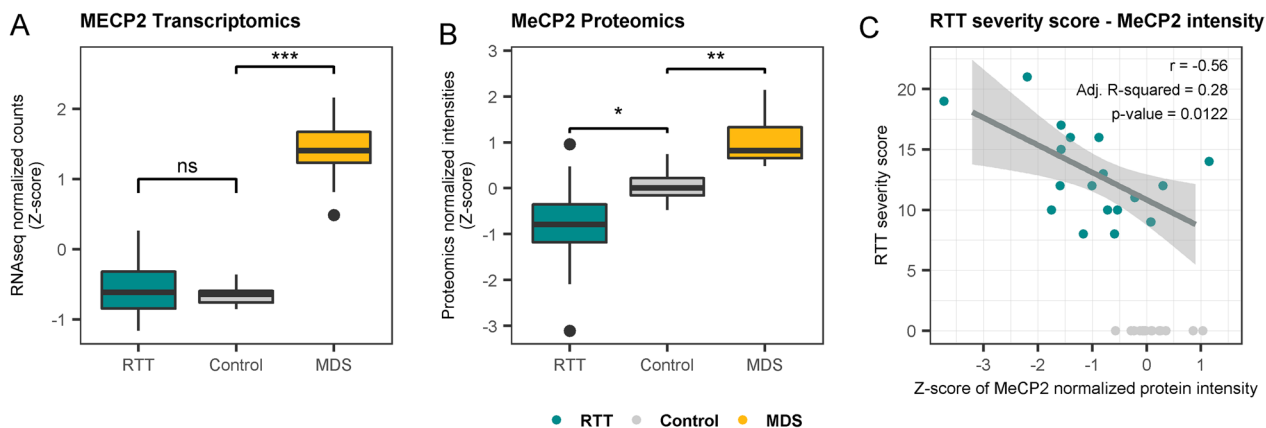 A
MECP2 Transcriptomics
RNAseq normalized counts
(Z-score)
2
1
0
-1
ns
***
RTT
Control
MDS
B
MeCP2 Proteomics
Proteomics normalized intensities
(Z-score)
3
2
1
0
-1
-2
-3
*
**
RTT
Control
MDS
C
RTT severity score - MeCP2 intensity
r = -0.56
Adj. R-squared = 0.28
p-value = 0.0122
RTT severity score
20
15
10
5
0
-3
-2
-1
0
1
Z-score of MeCP2 normalized protein intensity
RTT
Control
MDS